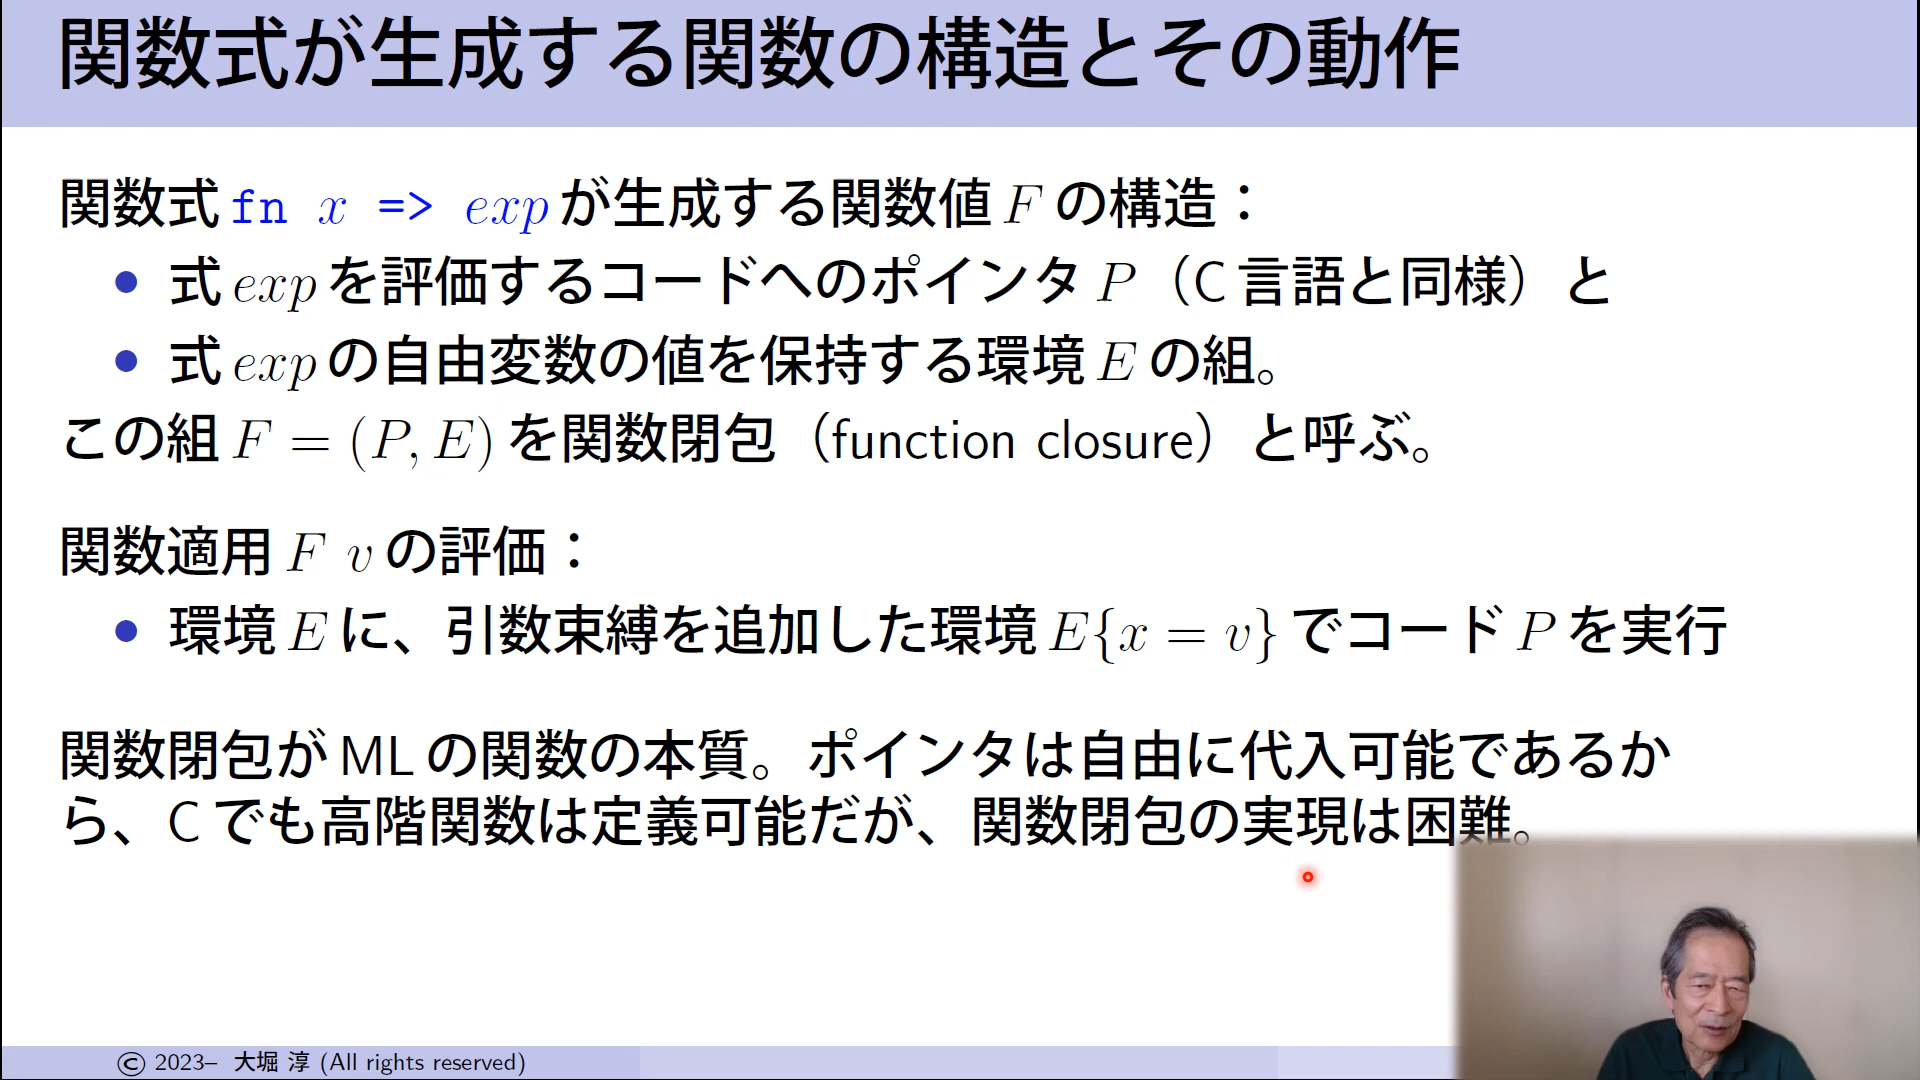 関数式が生成する関数の構造とその動作
関数式 fn x => exp が生成する関数値 F の構造：
• 式 exp を評価するコードへのポインタ P（C 言語と同様）と
• 式 exp の自由変数の値を保持する環境 E の組。
この組 F = (P, E) を関数閉包（function closure）と呼ぶ。
関数適用 F v の評価：
• 環境 E に、引数束縛を追加した環境 E{x = v} でコード P を実行
関数閉包が ML の関数の本質。ポインタは自由に代入可能であるか
ら、C でも高階関数は定義可能だが、関数閉包の実現は困難。
© 2023– 大堀 淳 (All rights reserved)